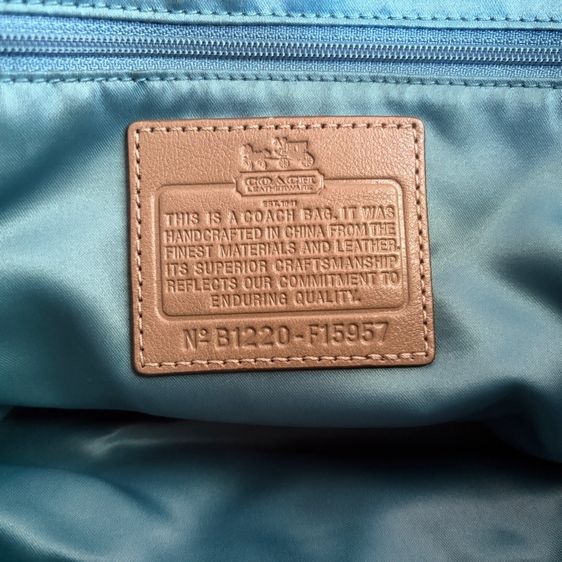 COACH
LEATHERWARE
EST. 1941
THIS IS A COACH BAG. IT WAS
HANDCRAFTED IN CHINA FROM THE
FINEST MATERIALS AND LEATHER.
ITS SUPERIOR CRAFTSMANSHIP
REFLECTS OUR COMMITMENT TO
ENDURING QUALITY.
Nº B1220-F15957